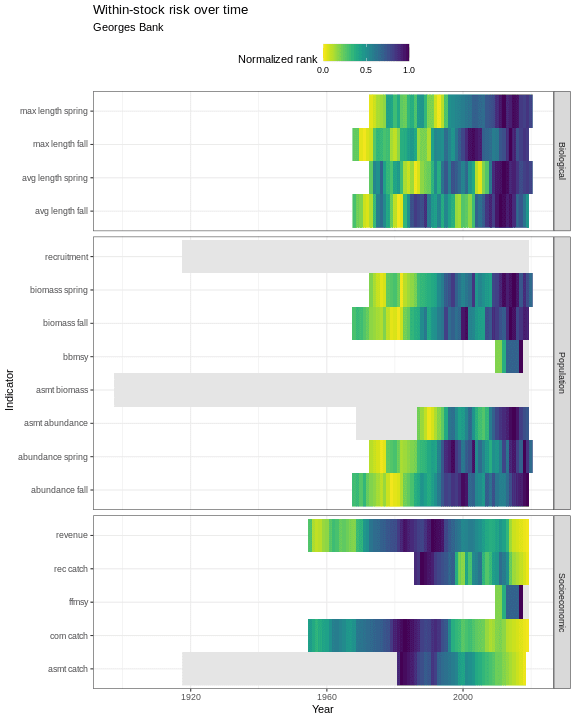 Within-stock risk over time
Georges Bank
Normalized rank
0.0 0.5 1.0
max length spring
max length fall
avg length spring
avg length fall
Biological
recruitment
biomass spring
biomass fall
bbmsy
asmt biomass
asmt abundance
abundance spring
abundance fall
Population
revenue
rec catch
ffmsy
com catch
asmt catch
Socioeconomic
Indicator
1920 1960 2000
Year